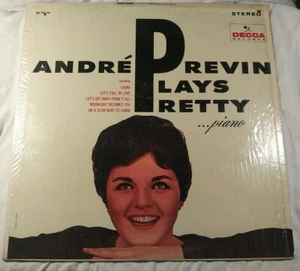 STEREO
DECCA
RECORDS
ANDRÉ PREVIN
PLAYS
PRETTY
...piano
LAURA
LET'S FALL IN LOVE
LET'S GET AWAY FROM IT ALL
MOONLIGHT BECOMES YOU
ON A SLOW BOAT TO CHINA